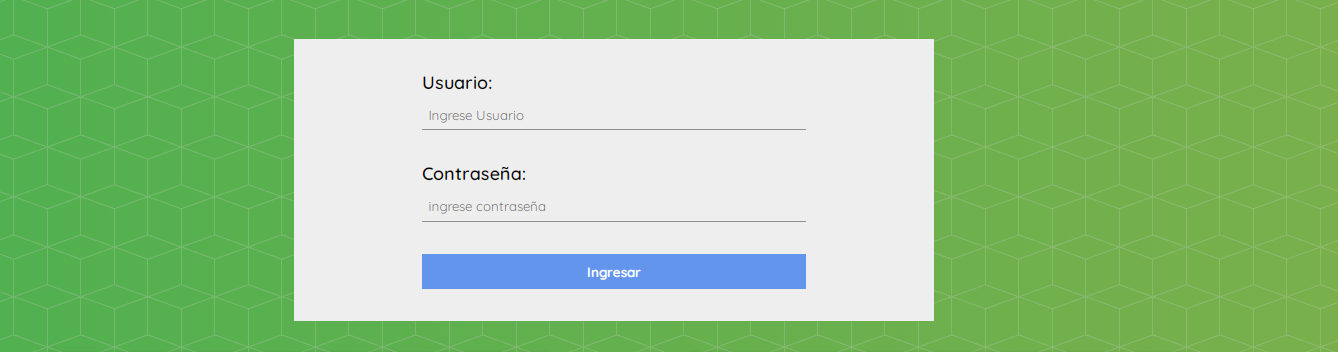 Usuario:
Ingrese Usuario
Contraseña:
ingrese contraseña
Ingresar